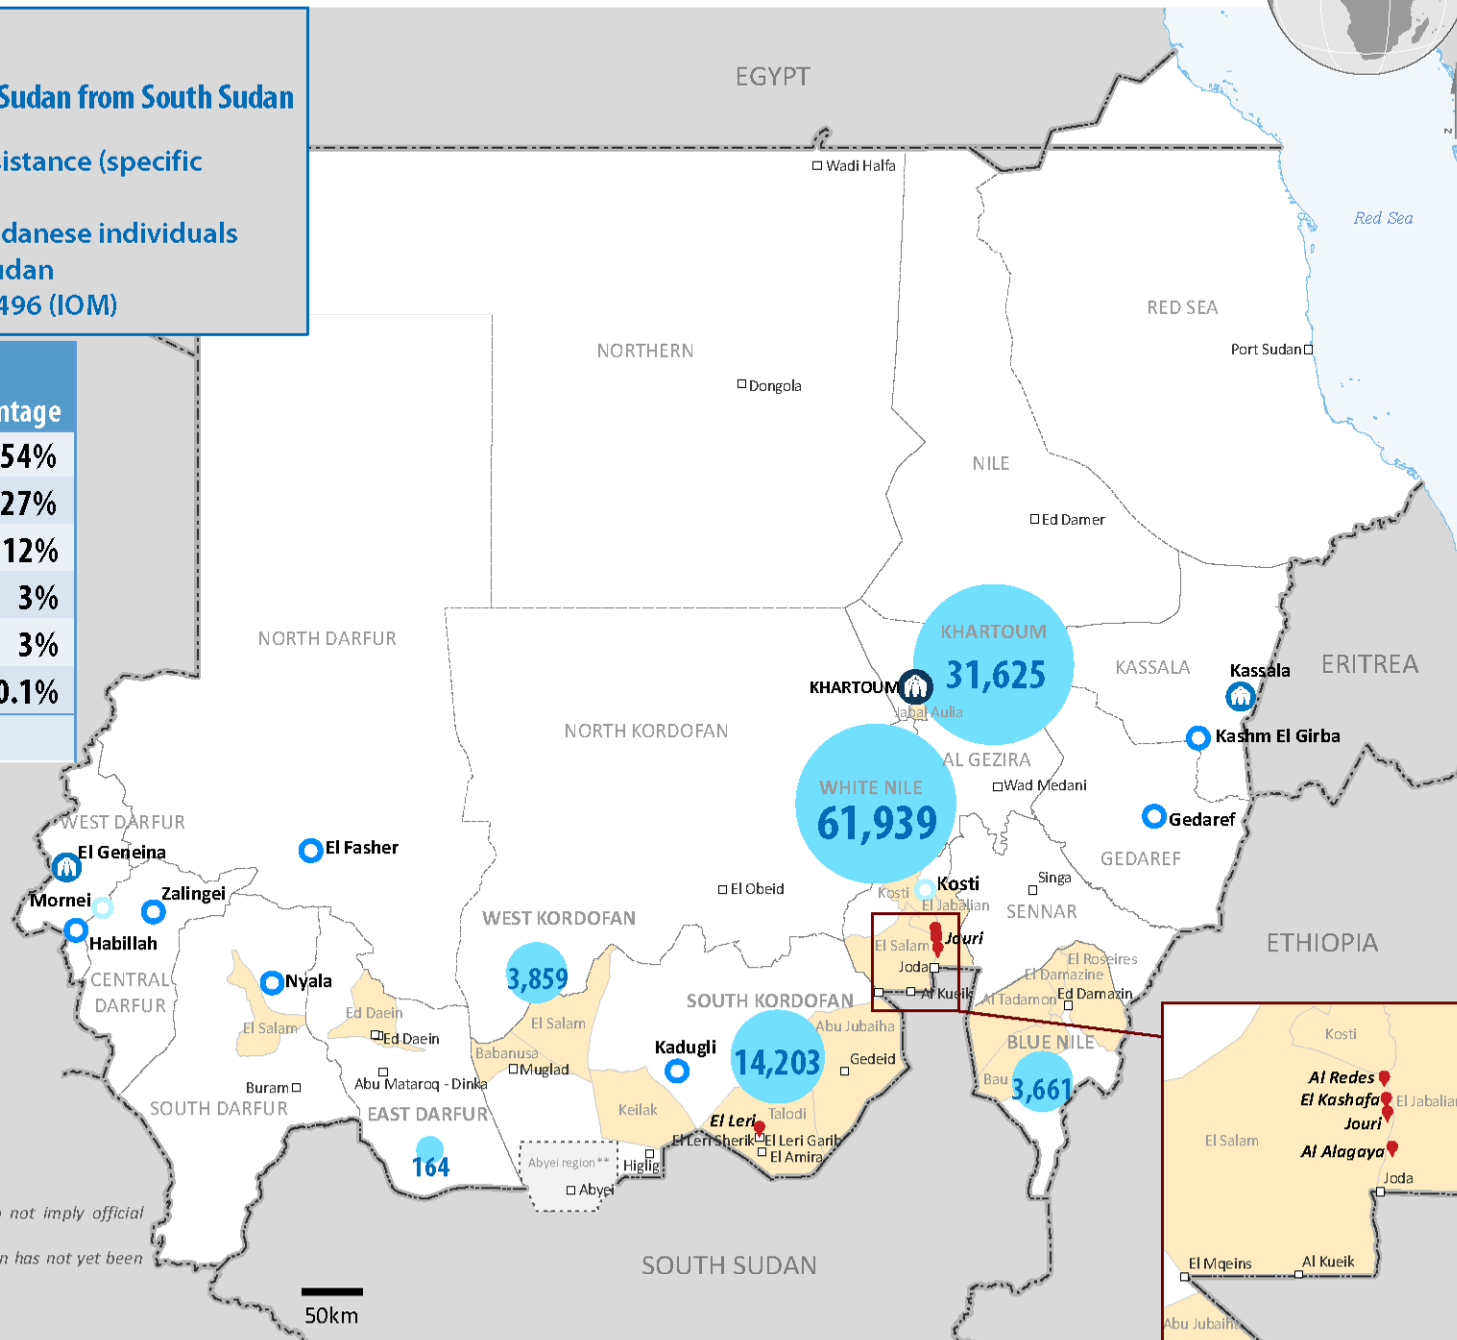 Sudan from South Sudan
sistance (specific
danese individuals
udan
496 (IOM)
ntage
54%
27%
12%
3%
3%
0.1%
EGYPT
Wadi Halfa
Red Sea
RED SEA
Port Sudan
NORTHERN
Dongola
NILE
Ed Damer
NORTH DARFUR
KHARTOUM
31,625
KHARTOUM
Jabal Aulia
KASSALA
Kassala
ERITREA
Kashm El Girba
NORTH KORDOFAN
AL GEZIRA
Wad Medani
WHITE NILE
61,939
Gedaref
GEDAREF
WEST DARFUR
El Geneina
El Fasher
Mornei
Zalingei
Habillah
El Obeid
Kosti
Kosti
El Jabalian
Singa
SENNAR
WEST KORDOFAN
3,859
El Salam
Jouri
Joda
Al Kueik
ETHIOPIA
CENTRAL
DARFUR
Nyala
El Salam
Ed Daein
Ed Daein
El Salam
Babanusa
Muglad
SOUTH KORDOFAN
Abu Jubaiha
14,203
Kadugli
Gedeid
El Roseires
El Damazine
Al Tadamon
Ed Damazin
BLUE NILE
Bau
3,661
Buram
Abu Mataroq - Dinka
SOUTH DARFUR
EAST DARFUR
164
Keilak
El Leri
Talodi
El Leri Sherik
El Leri Garib
El Amira
Abyei region**
Higlig
Abyei
SOUTH SUDAN
50km
not imply official
n has not yet been
Kosti
Al Redes
El Kashafa
El Jabalian
Jouri
El Salam
Al Alagaya
Joda
El Mqeins
Al Kueik
Abu Jubaiha
N